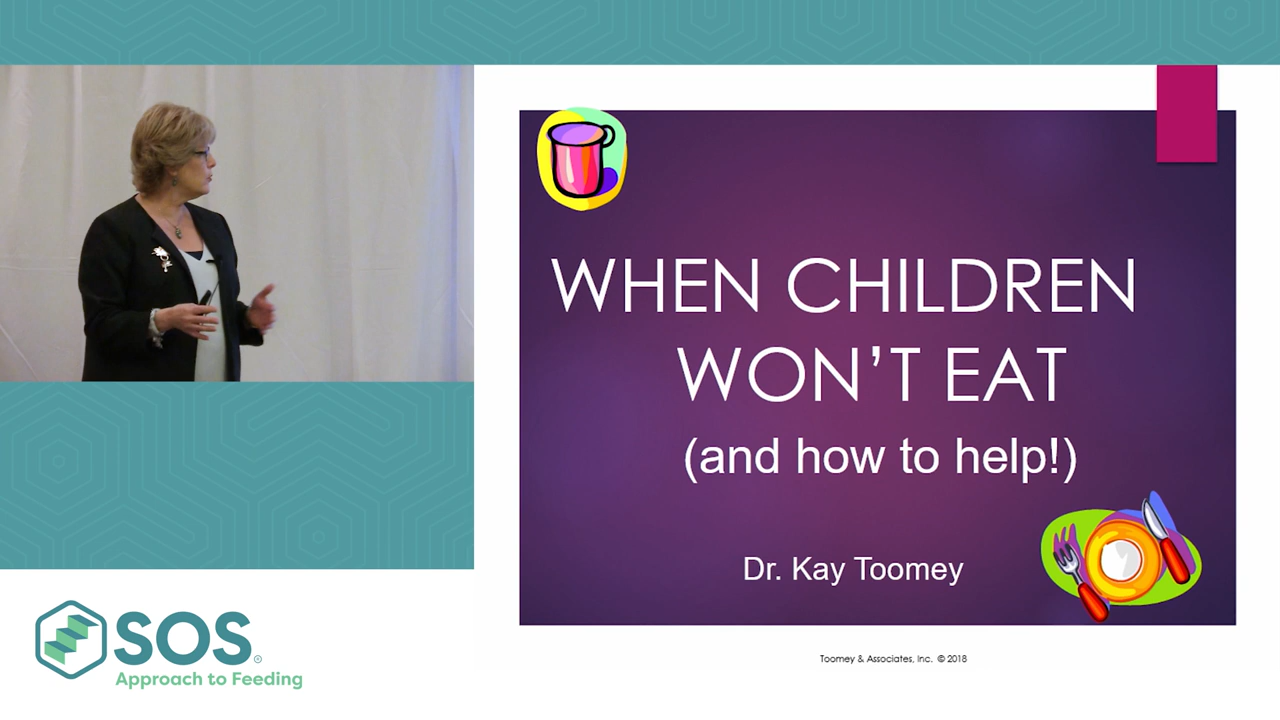 WHEN CHILDREN
WON’T EAT
(and how to help!)
Dr. Kay Toomey
Toomey & Associates, Inc. © 2018
SOS®
Approach to Feeding